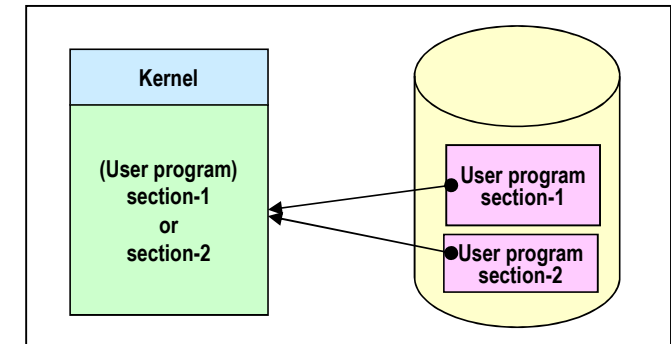 Kernel
(User program)
section-1
or
section-2
User program
section-1
User program
section-2